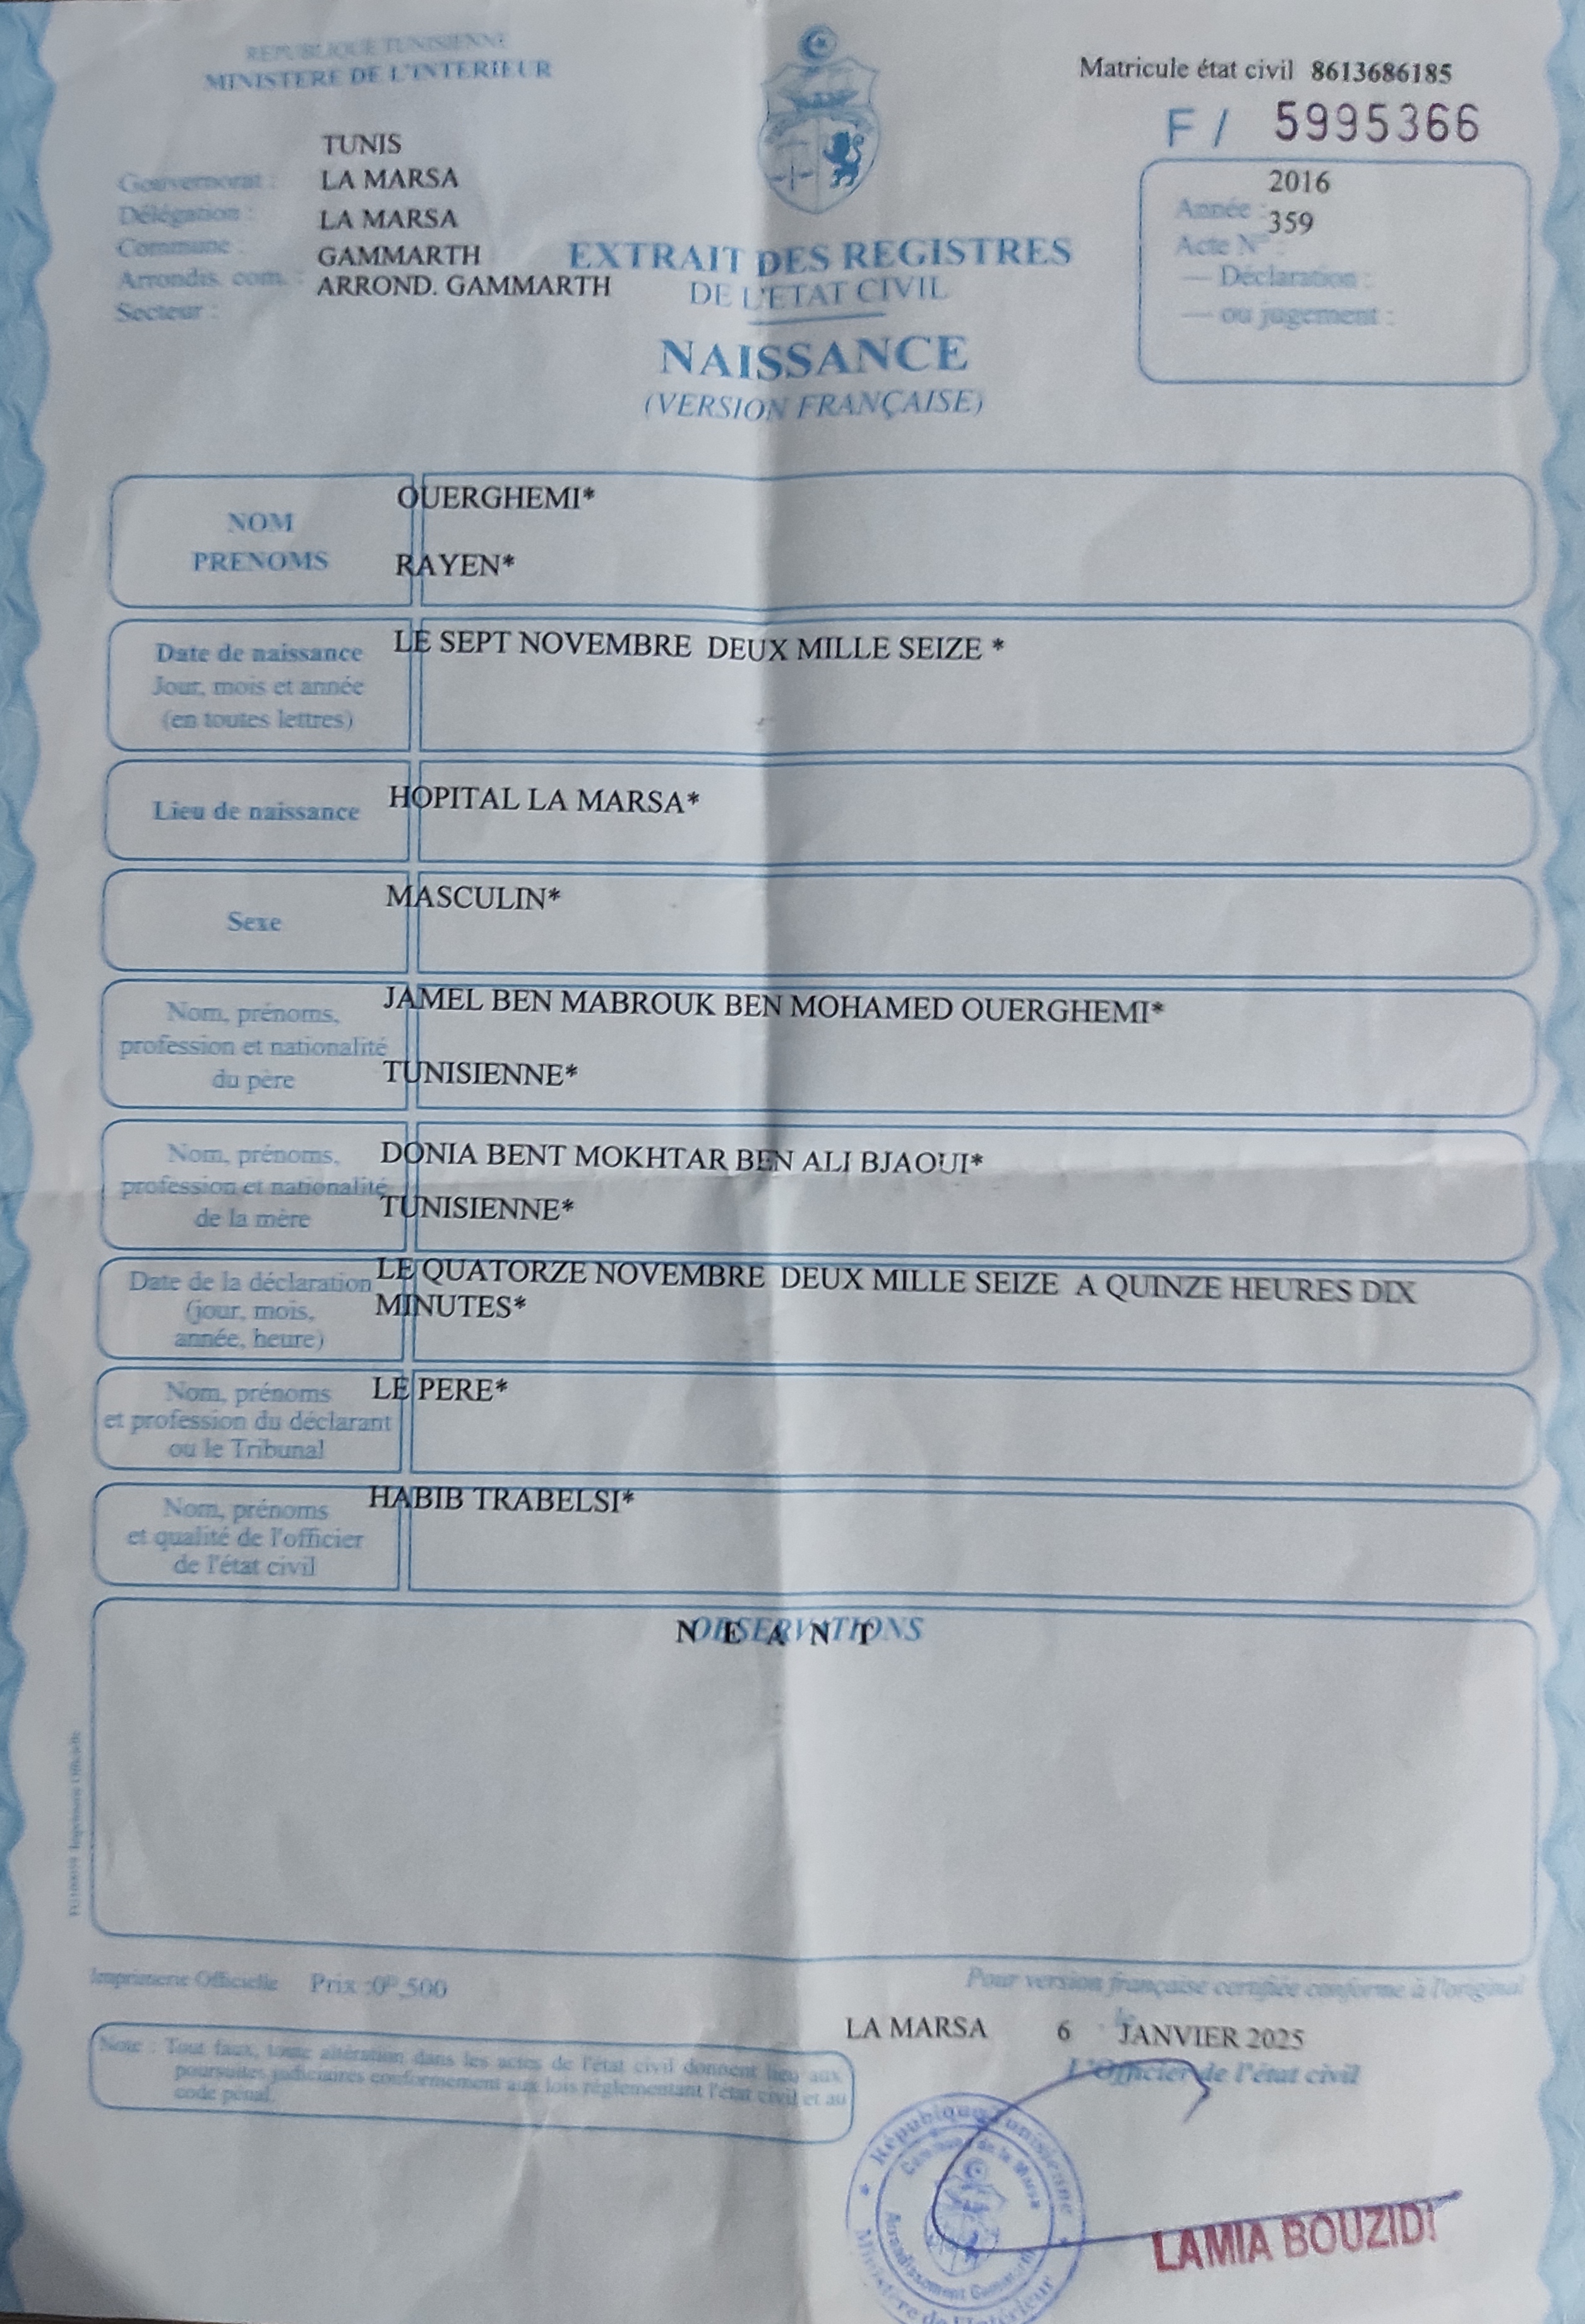 REPUBLIQUE TUNISIENNE
MINISTERE DE L'INTERIEUR
Matricule état civil 8613686185
F / 5995366
TUNIS
Gouvernorat : LA MARSA
Délégation : LA MARSA
Commune : GAMMARTH
Arrondis. com. : ARROND. GAMMARTH
Secteur :
2016
Année :
359
Acte N° :
— Déclaration :
— ou jugement :
EXTRAIT DES REGISTRES
DE L'ETAT CIVIL
NAISSANCE
(VERSION FRANÇAISE)
NOM OUERGHEMI*
PRENOMS RAYEN*
Date de naissance LE SEPT NOVEMBRE DEUX MILLE SEIZE *
Jour, mois et année
(en toutes lettres)
Lieu de naissance HOPITAL LA MARSA*
Sexe MASCULIN*
Nom, prénoms, JAMEL BEN MABROUK BEN MOHAMED OUERGHEMI*
profession et nationalité
du père TUNISIENNE*
Nom, prénoms, DONIA BENT MOKHTAR BEN ALI BJAOUI*
profession et nationalité
de la mère TUNISIENNE*
Date de la déclaration LE QUATORZE NOVEMBRE DEUX MILLE SEIZE A QUINZE HEURES DIX
(jour, mois, MINUTES*
année, heure)
Nom, prénoms LE PERE*
et profession du déclarant
ou le Tribunal
Nom, prénoms HABIB TRABELSI*
et qualité de l'officier
de l'état civil
OBSERVATIONS
N E A N T
Imprimerie Officielle Prix :0ᴰ,500
Pour version française certifiée conforme à l'original
LA MARSA le 6 JANVIER 2025
L'Officier de l'état civil
Note : Tout faux, toute altération dans les actes de l'état civil donnent lieu aux
poursuites judiciaires conformement aux lois réglementant l'état civil et au
code pénal.
République Tunisienne
Commune de la Marsa
Arrondissement Gammarth
Ministère de l'Intérieur
LAMIA BOUZIDI